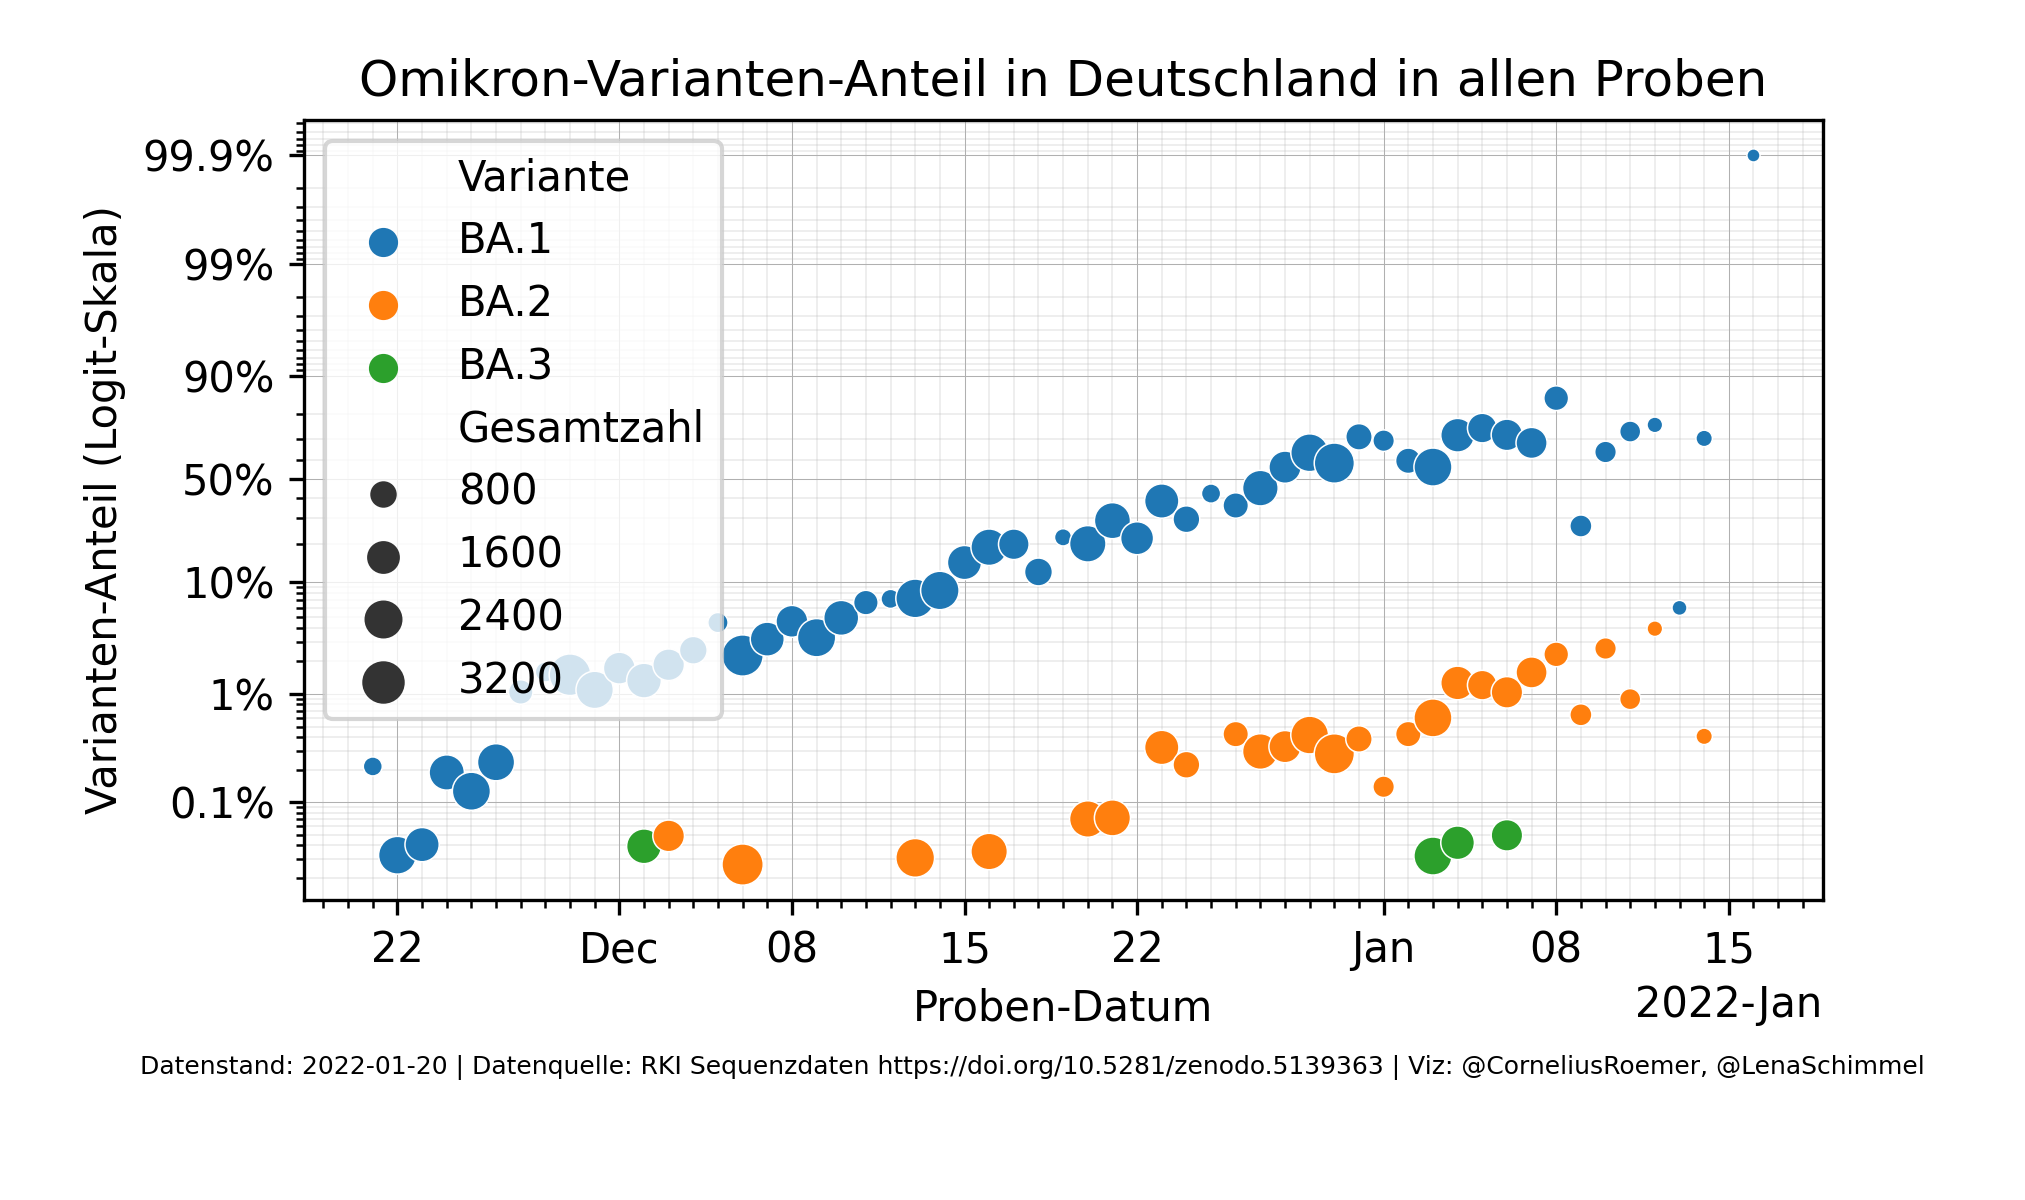 Omikron-Varianten-Anteil in Deutschland in allen Proben
Varianten-Anteil (Logit-Skala)
99.9%
99%
90%
50%
10%
1%
0.1%
Variante
BA.1
BA.2
BA.3
Gesamtzahl
800
1600
2400
3200
22 Dec 08 15 22 Jan 08 15
Proben-Datum
2022-Jan
Datenstand: 2022-01-20 | Datenquelle: RKI Sequenzdaten https://doi.org/10.5281/zenodo.5139363 | Viz: @CorneliusRoemer, @LenaSchimmel